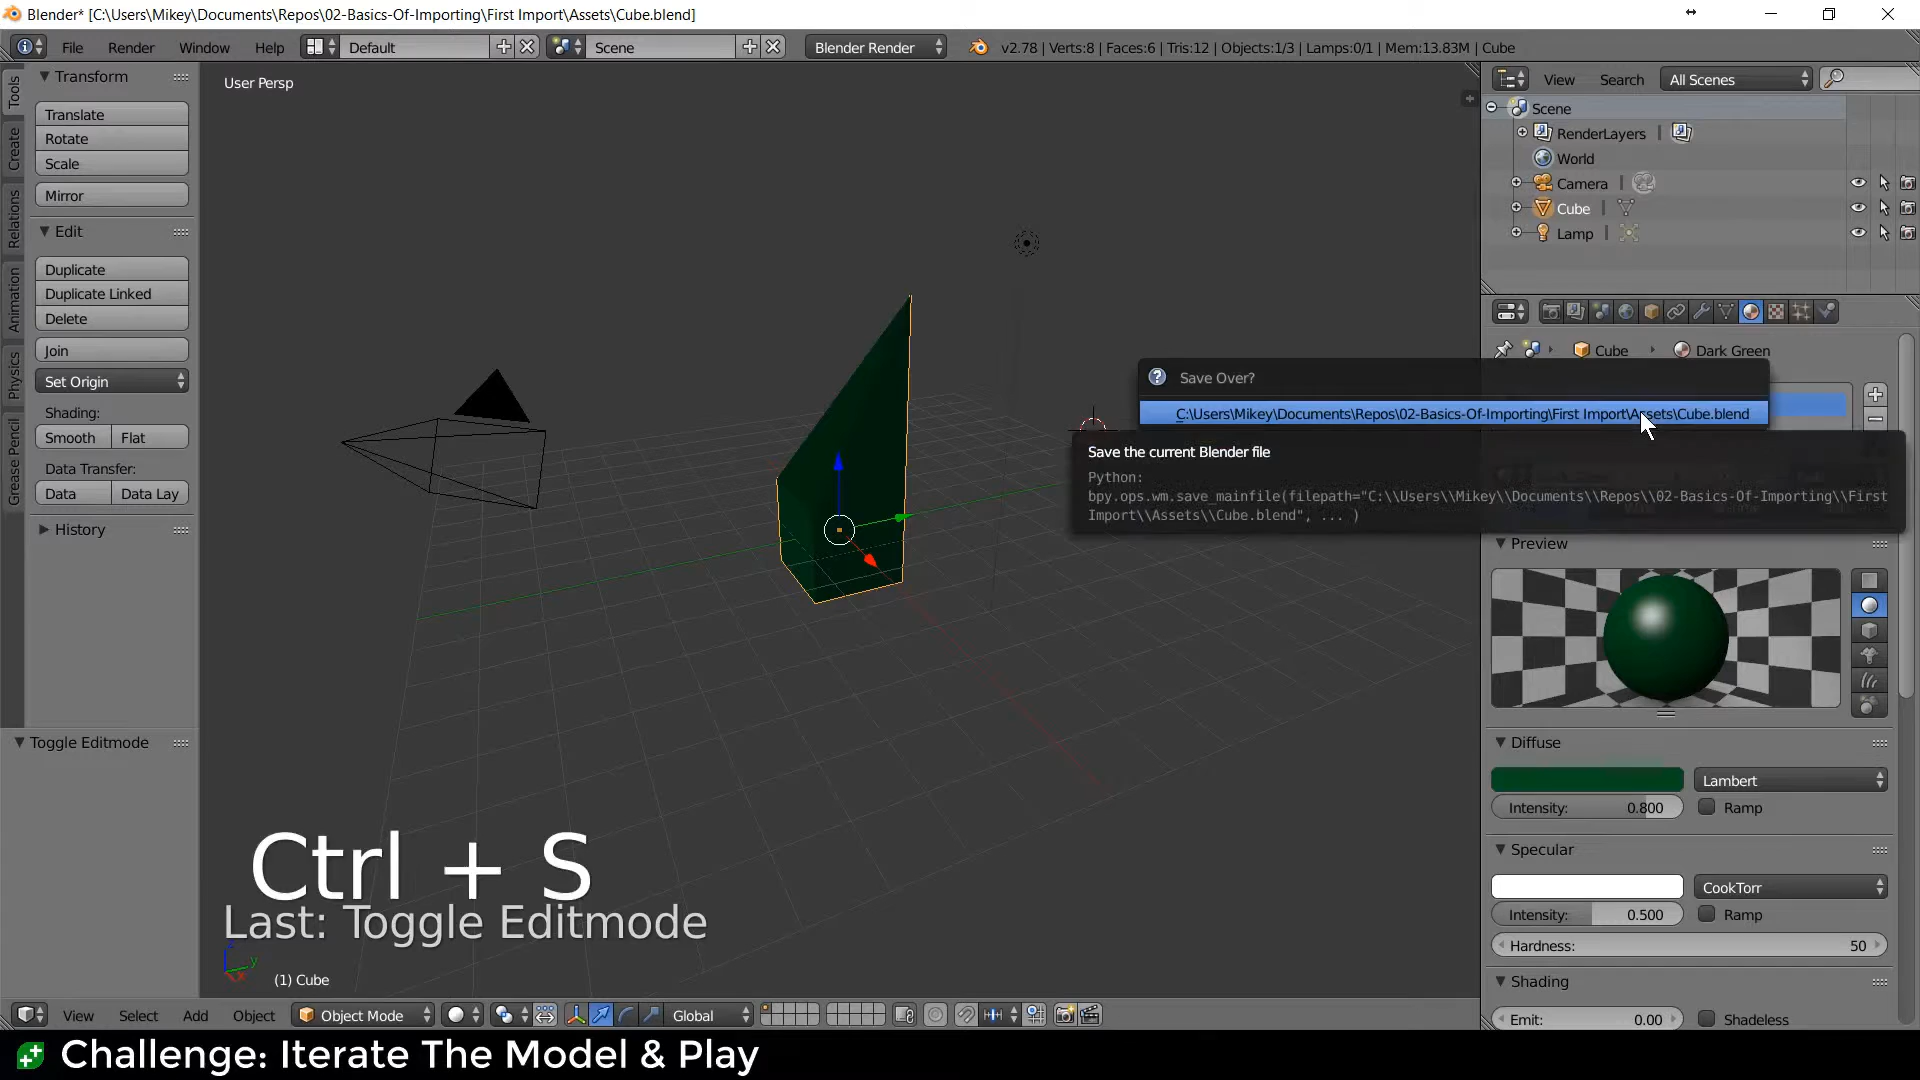 Blender* [C:\Users\Mikey\Documents\Repos\02-Basics-Of-Importing\First Import\Assets\Cube.blend]
File Render Window Help Default Scene Blender Render v2.78 | Verts:8 | Faces:6 | Tris:12 | Objects:1/3 | Lamps:0/1 | Mem:13.83M | Cube
Tools
Create
Relations
Animation
Physics
Grease Pencil
Transform
Translate
Rotate
Scale
Mirror
Edit
Duplicate
Duplicate Linked
Delete
Join
Set Origin
Shading:
Smooth Flat
Data Transfer:
Data Data Lay
History
Toggle Editmode
User Persp
Ctrl + S
Last: Toggle Editmode
z
y
x
(1) Cube
View Select Add Object Object Mode Global
View Search All Scenes
Scene
RenderLayers
World
Camera
Cube
Lamp
Cube Dark Green
Save Over?
C:\Users\Mikey\Documents\Repos\02-Basics-Of-Importing\First Import\Assets\Cube.blend
Save the current Blender file
Python:
bpy.ops.wm.save_mainfile(filepath="C:\\Users\\Mikey\\Documents\\Repos\\02-Basics-Of-Importing\\First
Import\\Assets\\Cube.blend", ... )
Preview
Diffuse
Lambert
Intensity: 0.800 Ramp
Specular
CookTorr
Intensity: 0.500 Ramp
Hardness: 50
Shading
Emit: 0.00 Shadeless
Challenge: Iterate The Model & Play